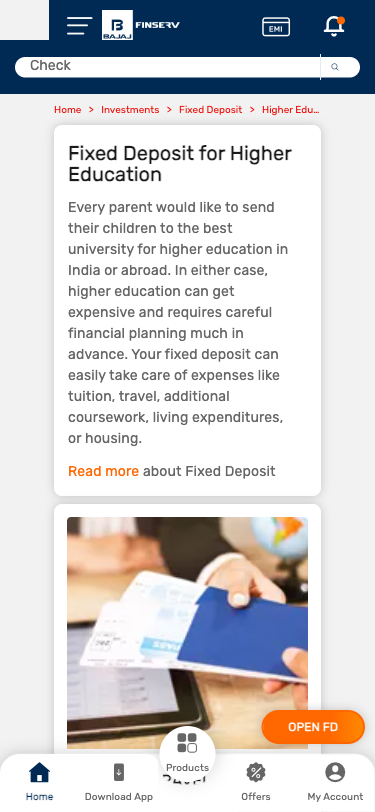 BAJAJ FINSERV
EMI
Check
Home > Investments > Fixed Deposit > Higher Edu...
Fixed Deposit for Higher
Education
Every parent would like to send
their children to the best
university for higher education in
India or abroad. In either case,
higher education can get
expensive and requires careful
financial planning much in
advance. Your fixed deposit can
easily take care of expenses like
tuition, travel, additional
coursework, living expenditures,
or housing.
Read more about Fixed Deposit
OPEN FD
Home
Download App
Products
Offers
My Account